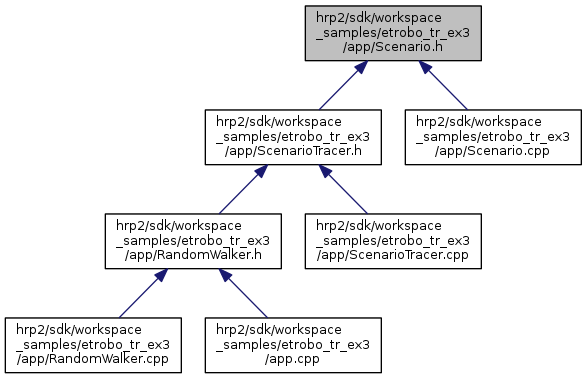 hrp2/sdk/workspace
_samples/etrobo_tr_ex3
/app/Scenario.h
hrp2/sdk/workspace
_samples/etrobo_tr_ex3
/app/ScenarioTracer.h
hrp2/sdk/workspace
_samples/etrobo_tr_ex3
/app/Scenario.cpp
hrp2/sdk/workspace
_samples/etrobo_tr_ex3
/app/RandomWalker.h
hrp2/sdk/workspace
_samples/etrobo_tr_ex3
/app/ScenarioTracer.cpp
hrp2/sdk/workspace
_samples/etrobo_tr_ex3
/app/RandomWalker.cpp
hrp2/sdk/workspace
_samples/etrobo_tr_ex3
/app.cpp